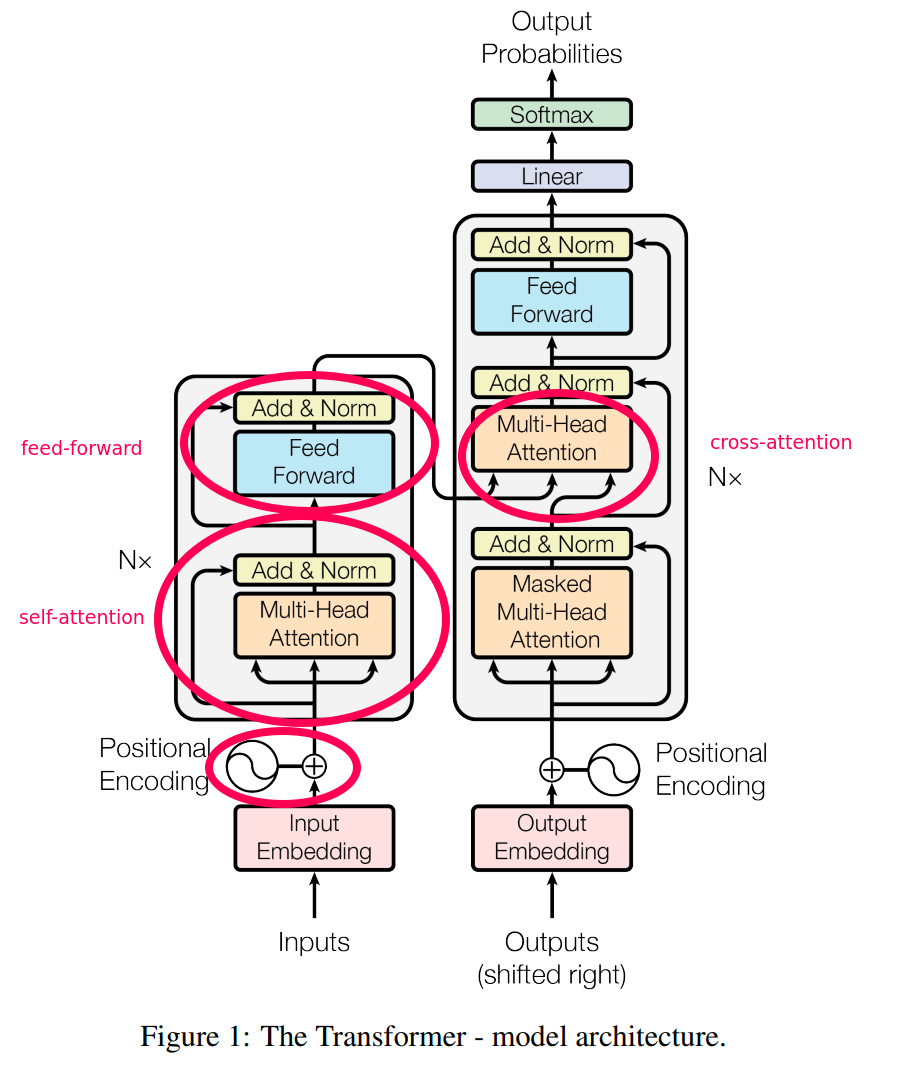 Output
Probabilities
Softmax
Linear
Add & Norm
Feed
Forward
Add & Norm
Multi-Head
Attention
cross-attention
N×
Add & Norm
Masked
Multi-Head
Attention
Add & Norm
Feed
Forward
feed-forward
N×
Add & Norm
Multi-Head
Attention
self-attention
Positional
Encoding
Positional
Encoding
Input
Embedding
Output
Embedding
Inputs
Outputs
(shifted right)
Figure 1: The Transformer - model architecture.